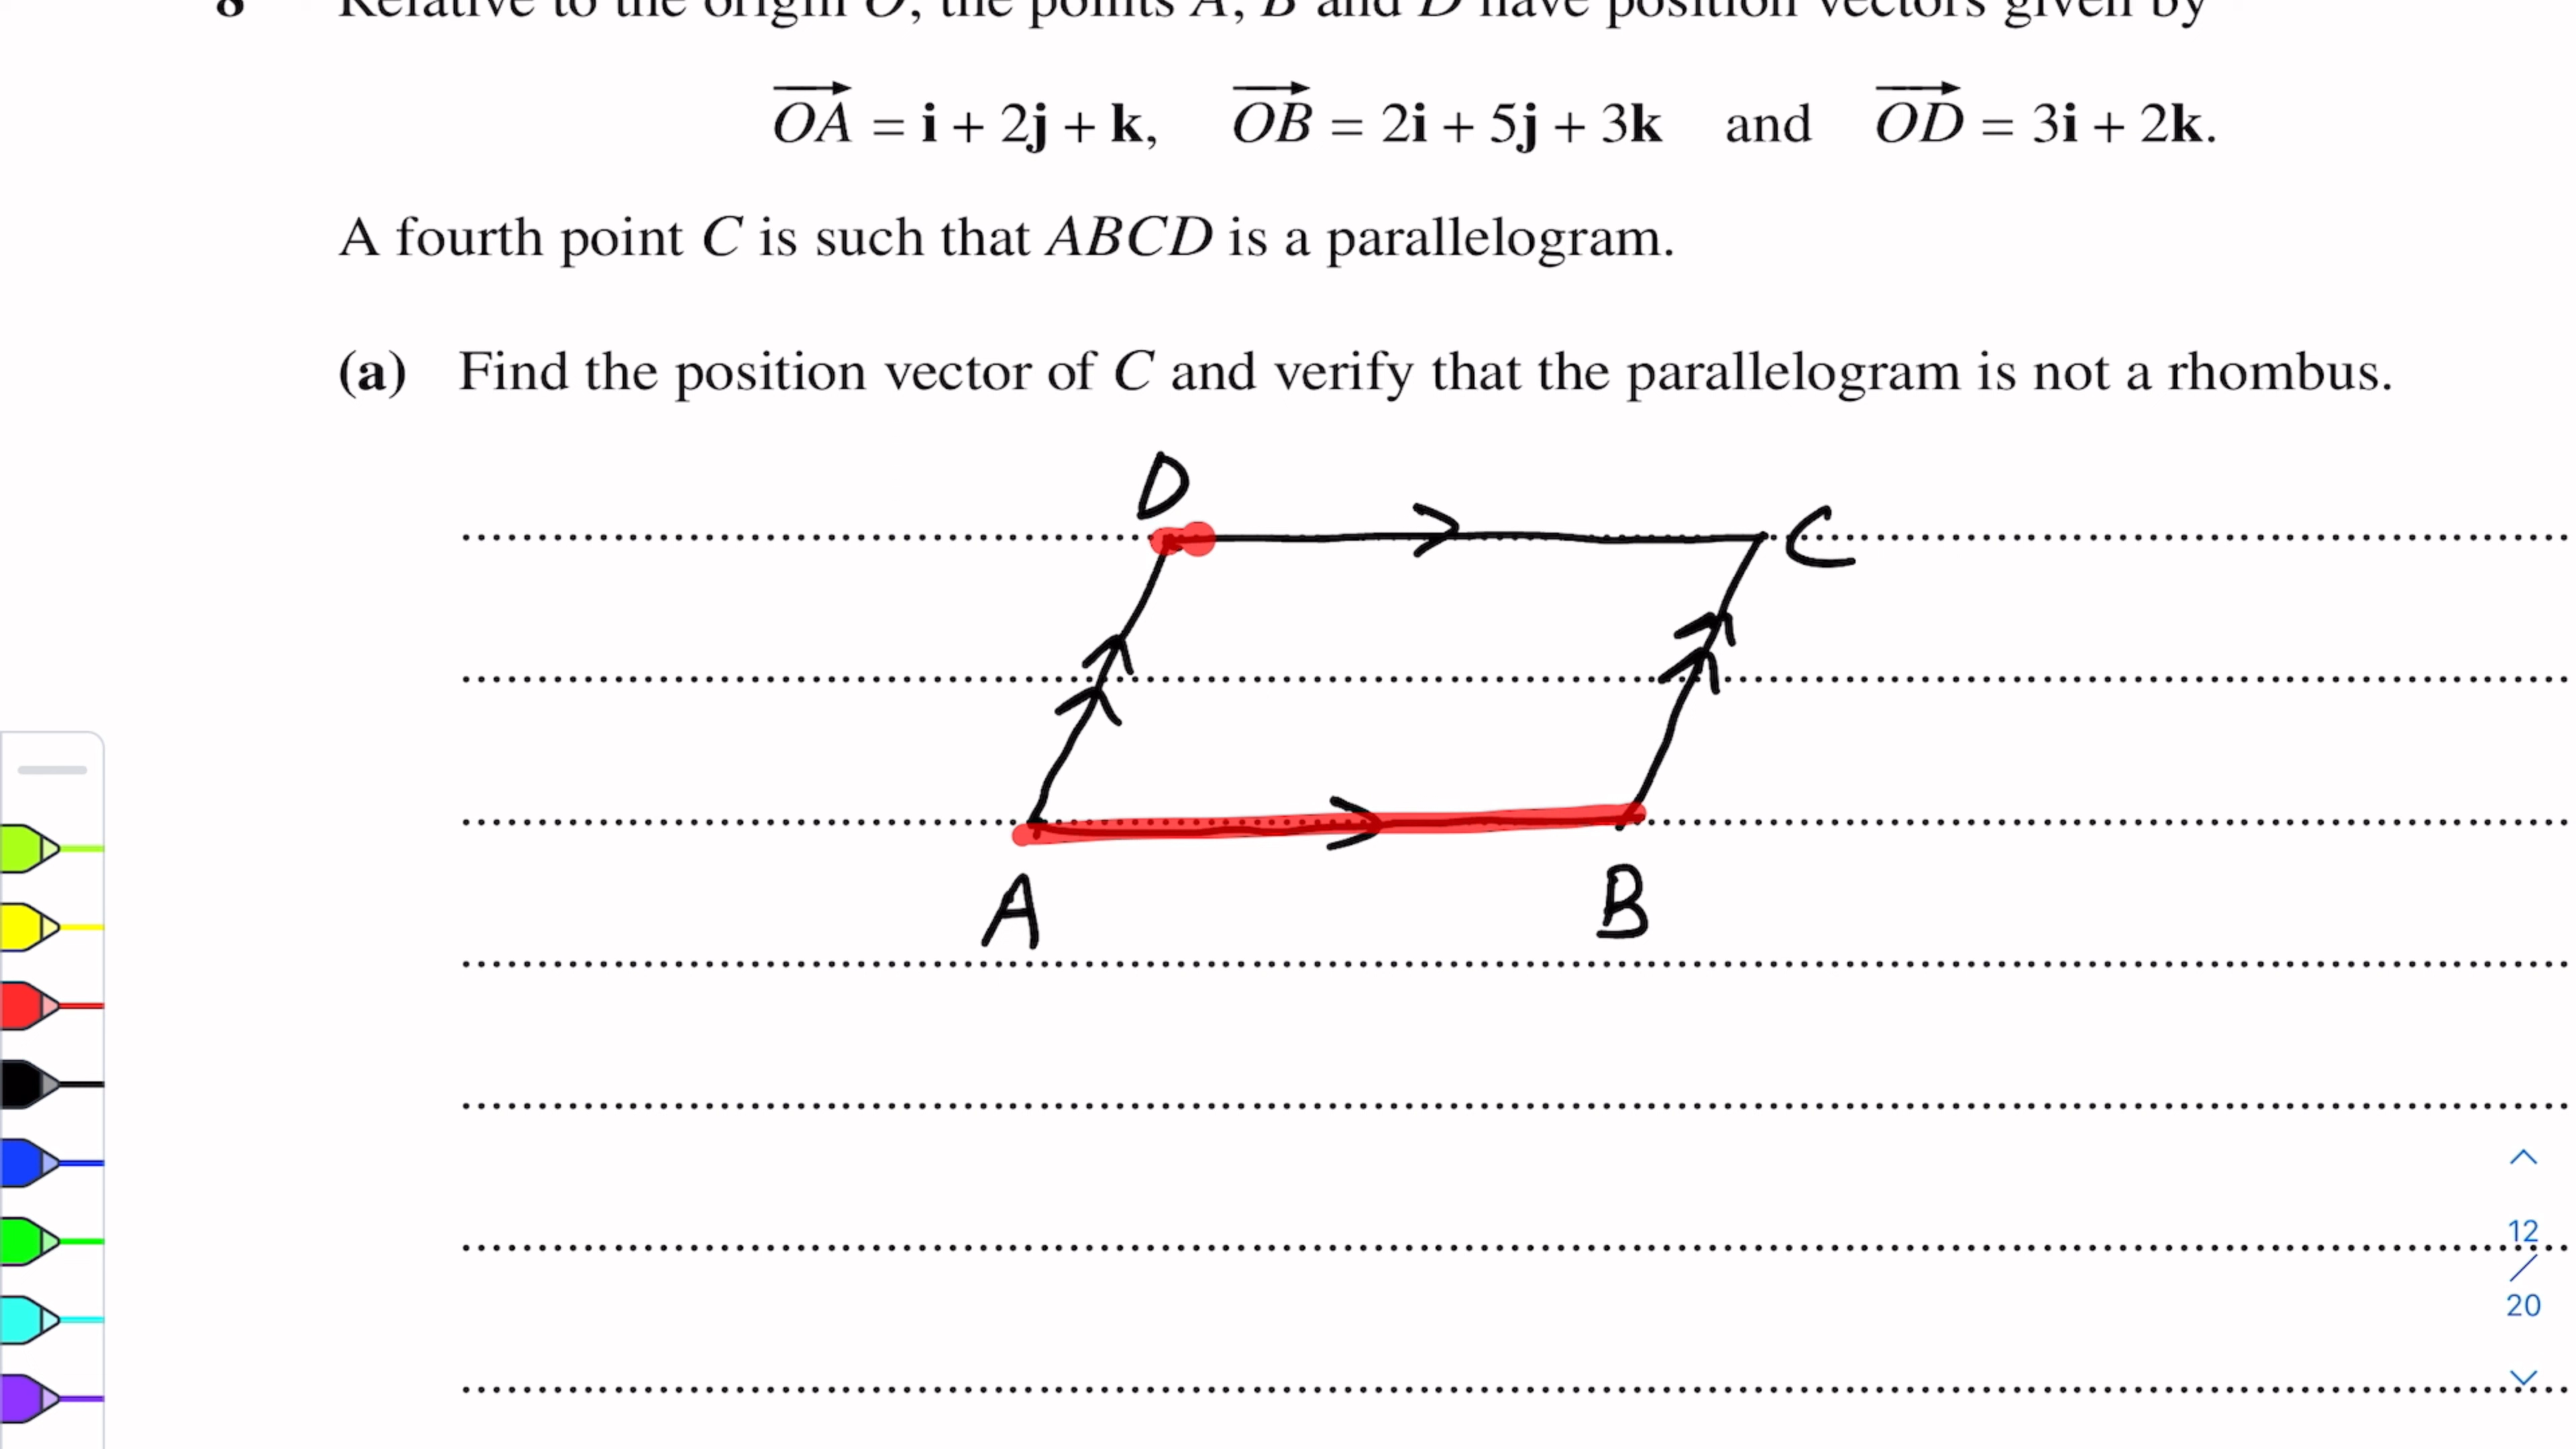 8 Relative to the origin O, the points A, B and D have position vectors given by
OA = i + 2j + k, OB = 2i + 5j + 3k and OD = 3i + 2k.
A fourth point C is such that ABCD is a parallelogram.
(a) Find the position vector of C and verify that the parallelogram is not a rhombus.
D
C
A
B
12
/
20